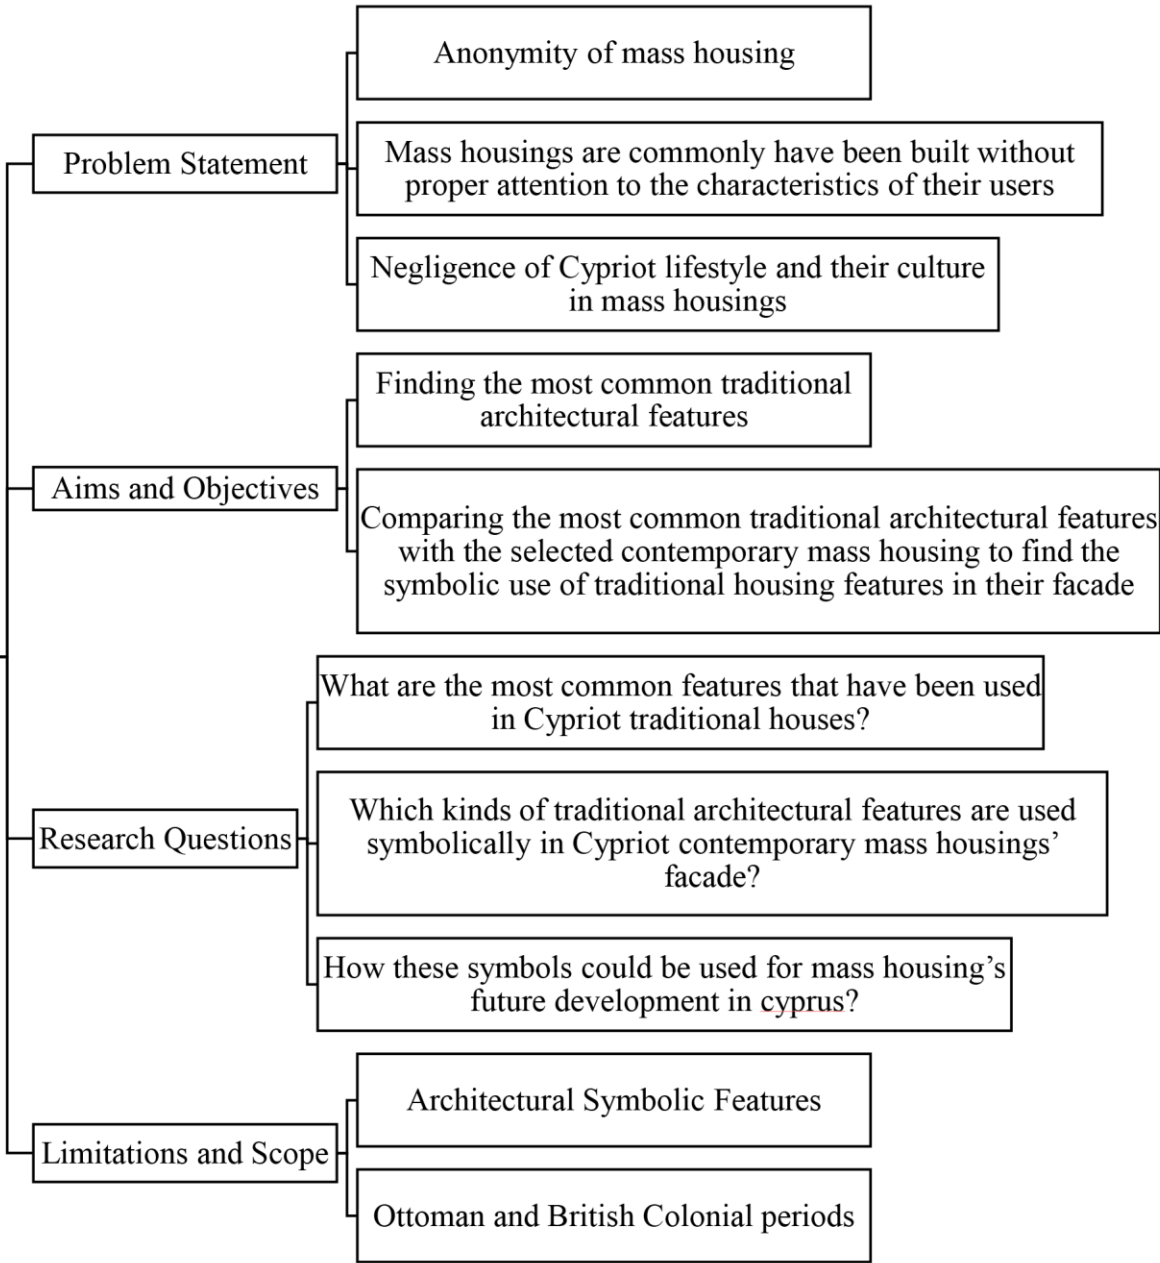 Anonymity of mass housing
Problem Statement
Mass housings are commonly have been built without
proper attention to the characteristics of their users
Negligence of Cypriot lifestyle and their culture
in mass housings
Finding the most common traditional
architectural features
Aims and Objectives
Comparing the most common traditional architectural features
with the selected contemporary mass housing to find the
symbolic use of traditional housing features in their facade
What are the most common features that have been used
in Cypriot traditional houses?
Research Questions
Which kinds of traditional architectural features are used
symbolically in Cypriot contemporary mass housings’
facade?
How these symbols could be used for mass housing’s
future development in cyprus?
Architectural Symbolic Features
Limitations and Scope
Ottoman and British Colonial periods